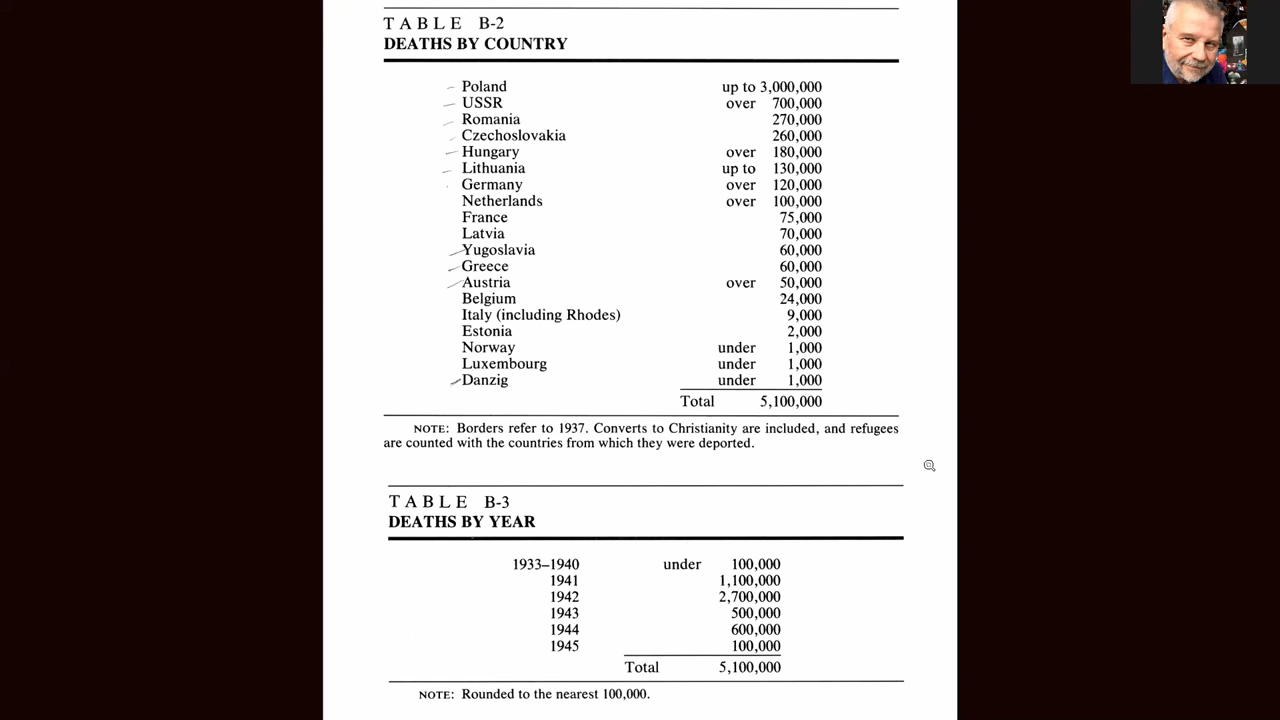 TABLE B-2
DEATHS BY COUNTRY
Poland up to 3,000,000
USSR over 700,000
Romania 270,000
Czechoslovakia 260,000
Hungary over 180,000
Lithuania up to 130,000
Germany over 120,000
Netherlands over 100,000
France 75,000
Latvia 70,000
Yugoslavia 60,000
Greece 60,000
Austria over 50,000
Belgium 24,000
Italy (including Rhodes) 9,000
Estonia 2,000
Norway under 1,000
Luxembourg under 1,000
Danzig under 1,000
Total 5,100,000
NOTE: Borders refer to 1937. Converts to Christianity are included, and refugees
are counted with the countries from which they were deported.
TABLE B-3
DEATHS BY YEAR
1933–1940 under 100,000
1941 1,100,000
1942 2,700,000
1943 500,000
1944 600,000
1945 100,000
Total 5,100,000
NOTE: Rounded to the nearest 100,000.